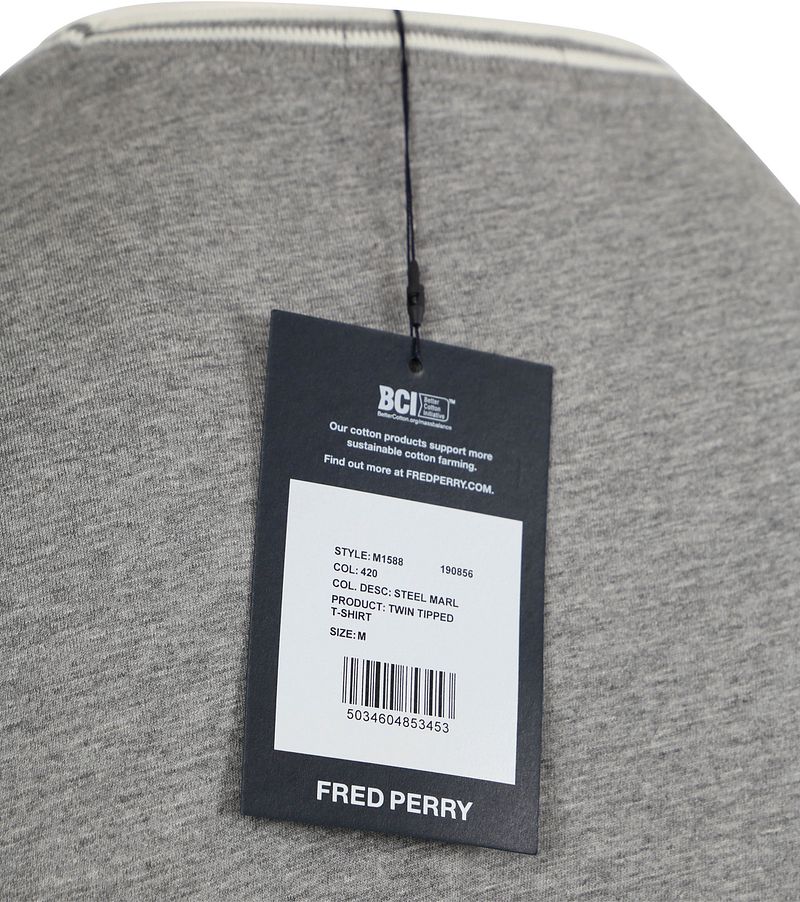 BCI Better Cotton Initiative™
BetterCotton.org/massbalance
Our cotton products support more
sustainable cotton farming.
Find out more at FREDPERRY.COM.
STYLE: M1588 190856
COL: 420
COL. DESC: STEEL MARL
PRODUCT: TWIN TIPPED
T-SHIRT
SIZE: M
5034604853453
FRED PERRY